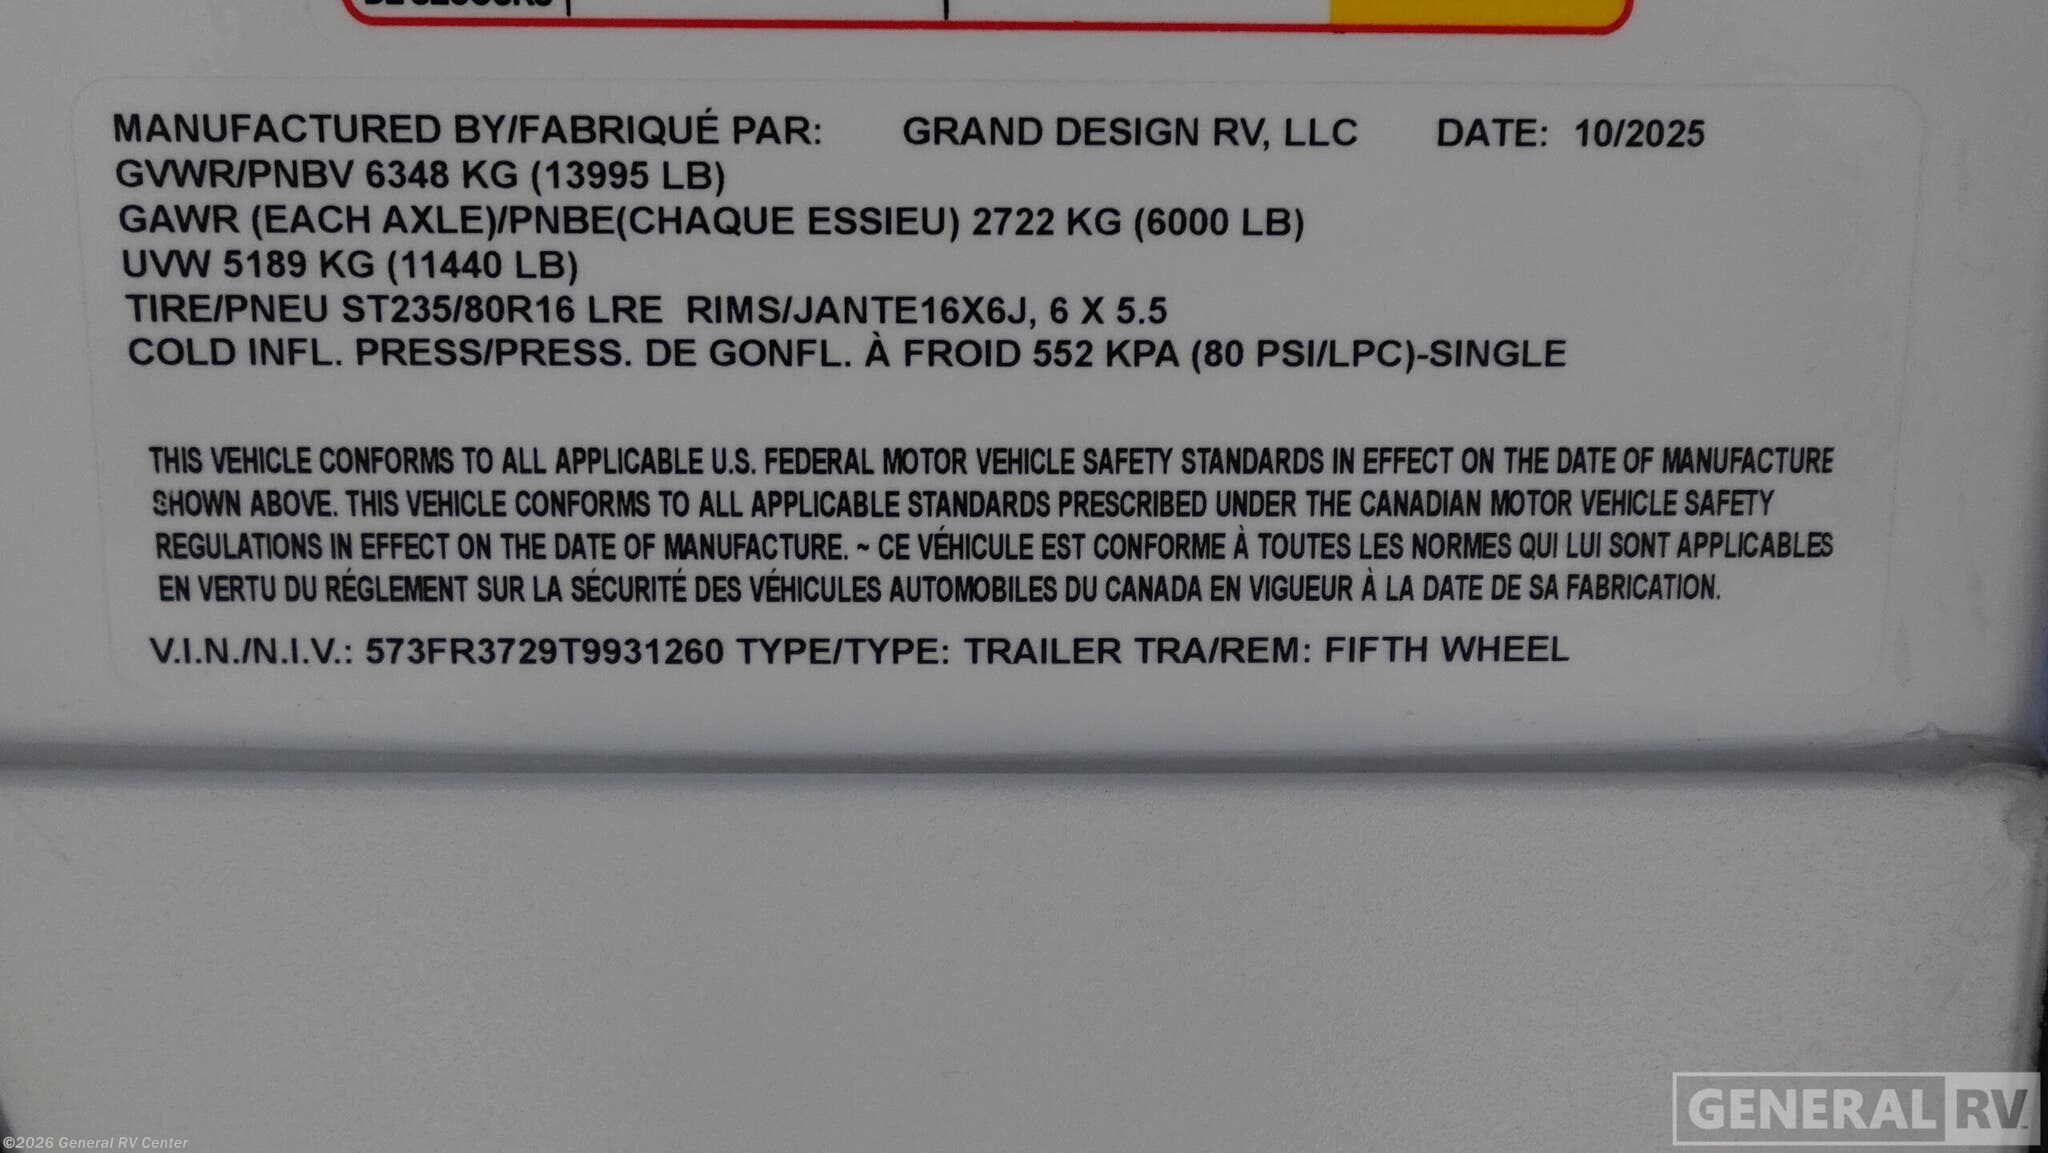 DE SECOURS
MANUFACTURED BY/FABRIQUÉ PAR: GRAND DESIGN RV, LLC DATE: 10/2025
GVWR/PNBV 6348 KG (13995 LB)
GAWR (EACH AXLE)/PNBE(CHAQUE ESSIEU) 2722 KG (6000 LB)
UVW 5189 KG (11440 LB)
TIRE/PNEU ST235/80R16 LRE RIMS/JANTE16X6J, 6 X 5.5
COLD INFL. PRESS/PRESS. DE GONFL. À FROID 552 KPA (80 PSI/LPC)-SINGLE
THIS VEHICLE CONFORMS TO ALL APPLICABLE U.S. FEDERAL MOTOR VEHICLE SAFETY STANDARDS IN EFFECT ON THE DATE OF MANUFACTURE
SHOWN ABOVE. THIS VEHICLE CONFORMS TO ALL APPLICABLE STANDARDS PRESCRIBED UNDER THE CANADIAN MOTOR VEHICLE SAFETY
REGULATIONS IN EFFECT ON THE DATE OF MANUFACTURE. ~ CE VÉHICULE EST CONFORME À TOUTES LES NORMES QUI LUI SONT APPLICABLES
EN VERTU DU RÉGLEMENT SUR LA SÉCURITÉ DES VÉHICULES AUTOMOBILES DU CANADA EN VIGUEUR À LA DATE DE SA FABRICATION.
V.I.N./N.I.V.: 573FR3729T9931260 TYPE/TYPE: TRAILER TRA/REM: FIFTH WHEEL
GENERAL RV
©2026 General RV Center